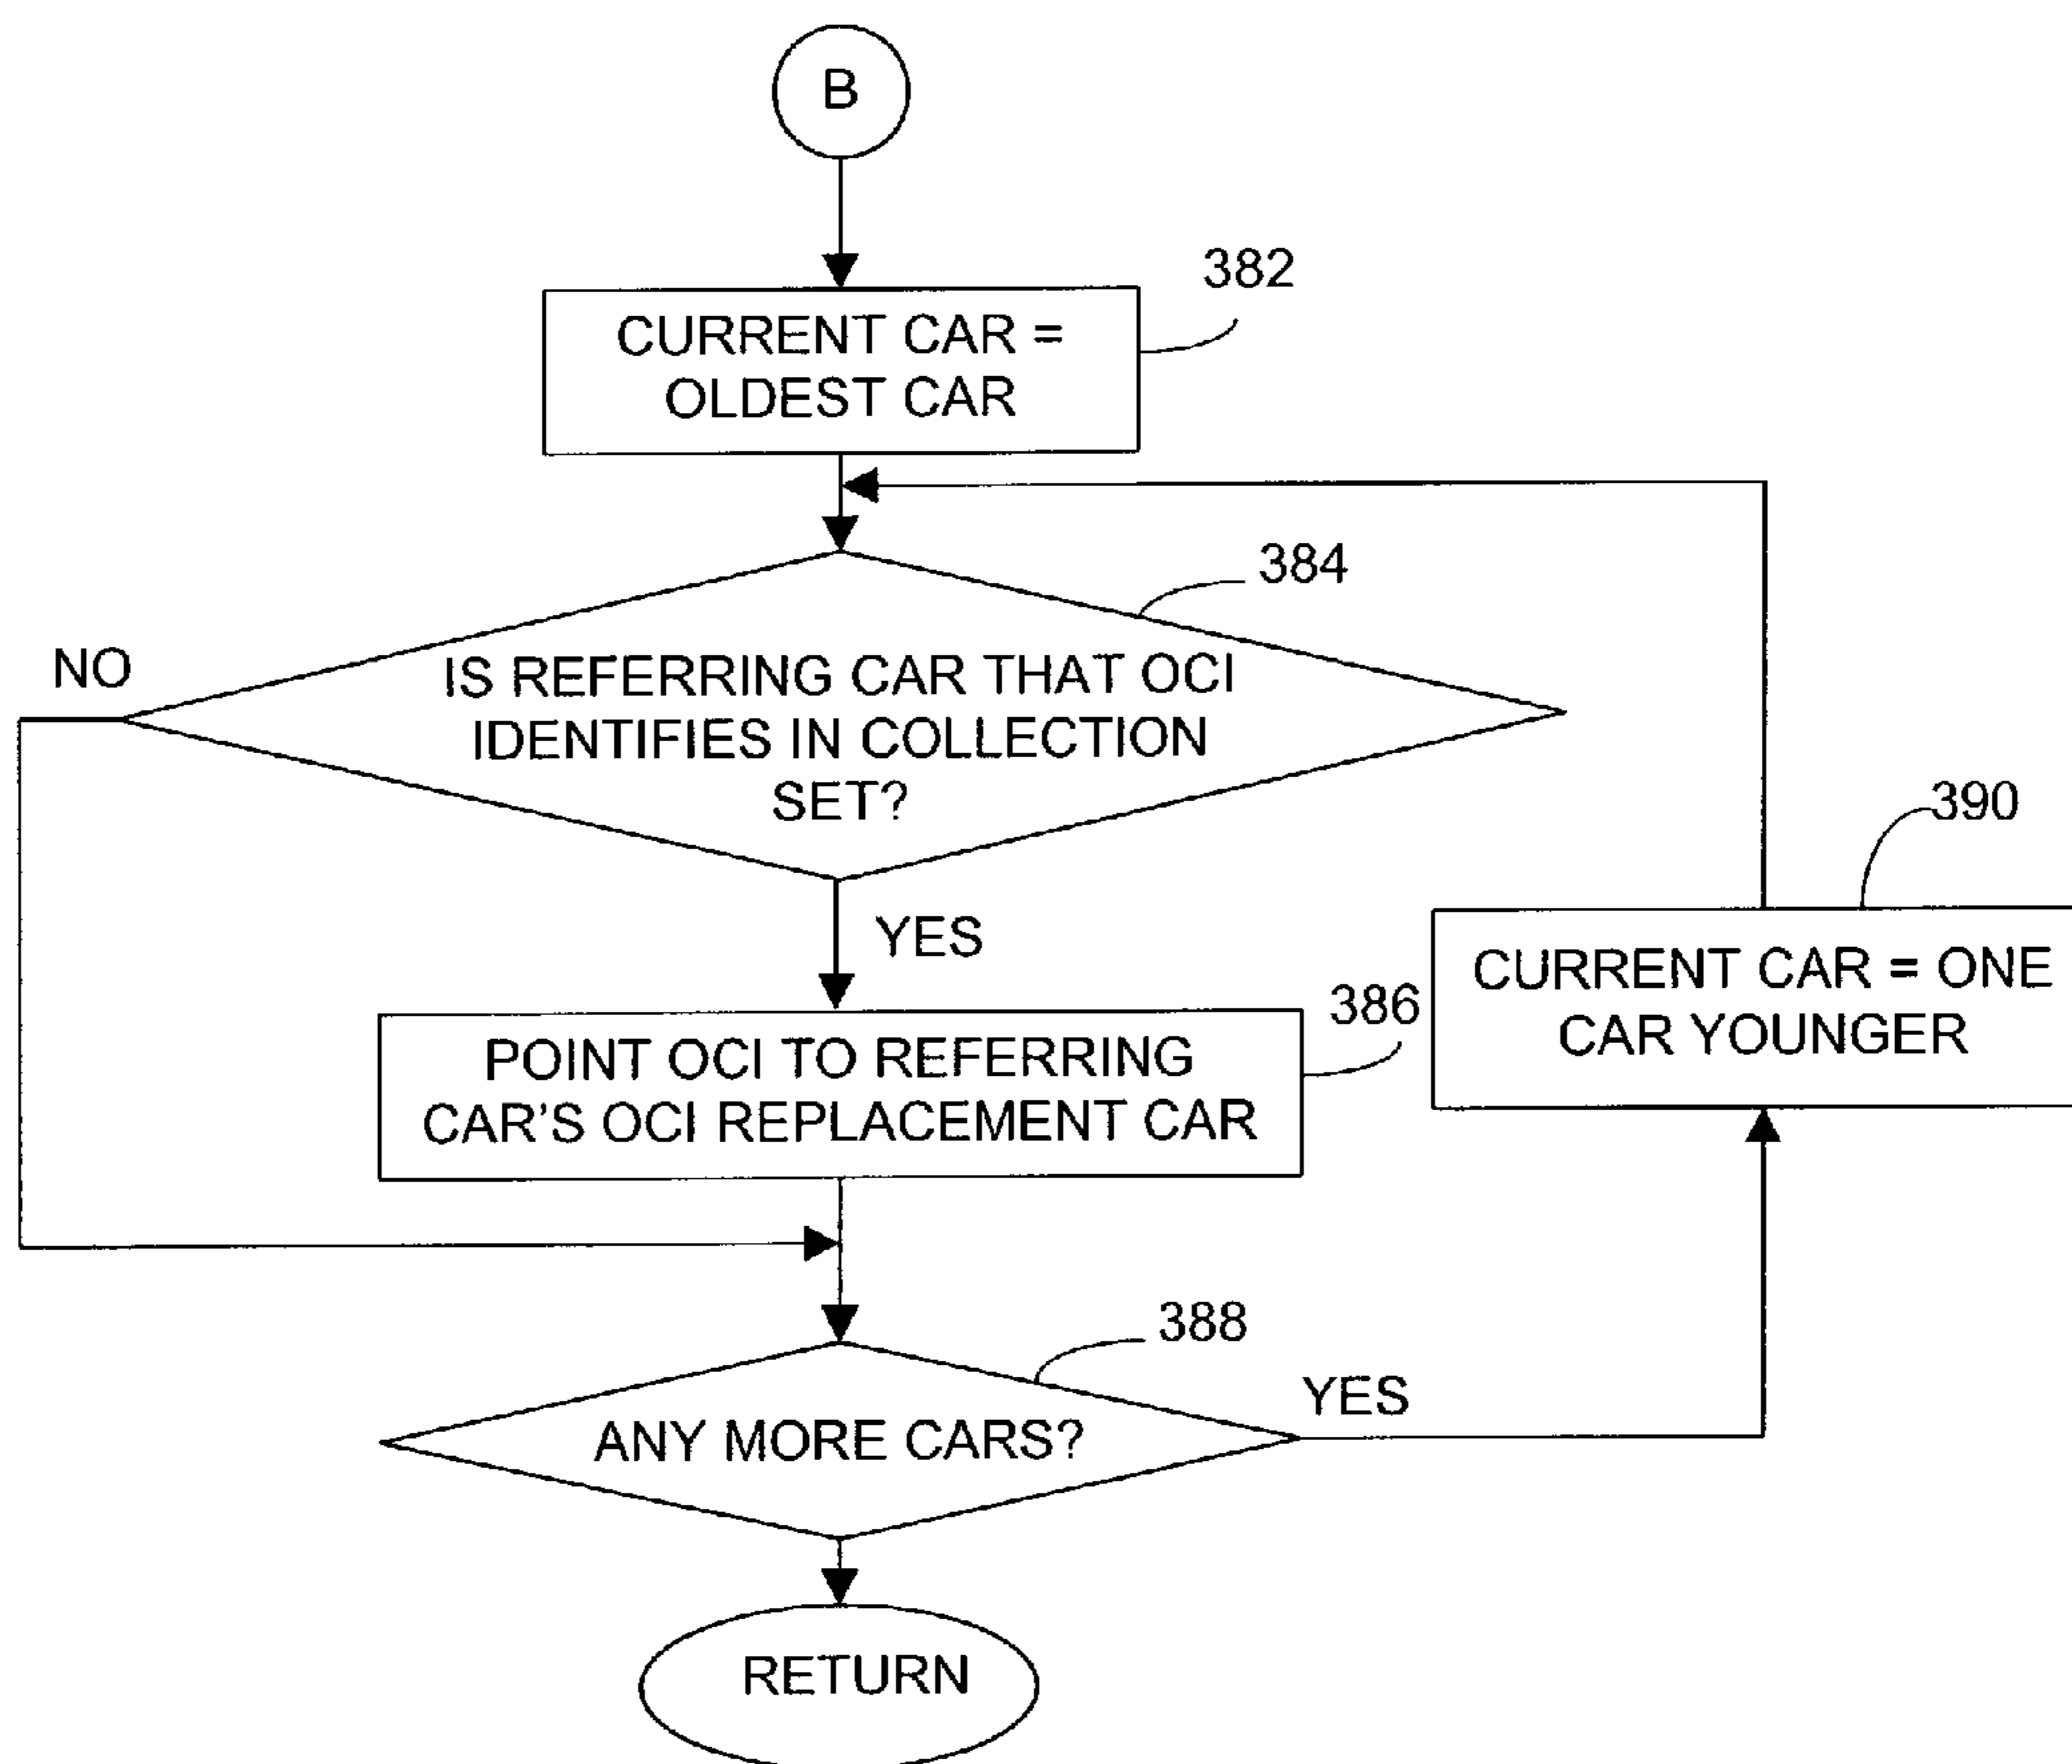 B
382
CURRENT CAR =
OLDEST CAR
384
NO
IS REFERRING CAR THAT OCI
IDENTIFIES IN COLLECTION
SET?
390
YES
CURRENT CAR = ONE
CAR YOUNGER
386
POINT OCI TO REFERRING
CAR'S OCI REPLACEMENT CAR
388
YES
ANY MORE CARS?
RETURN